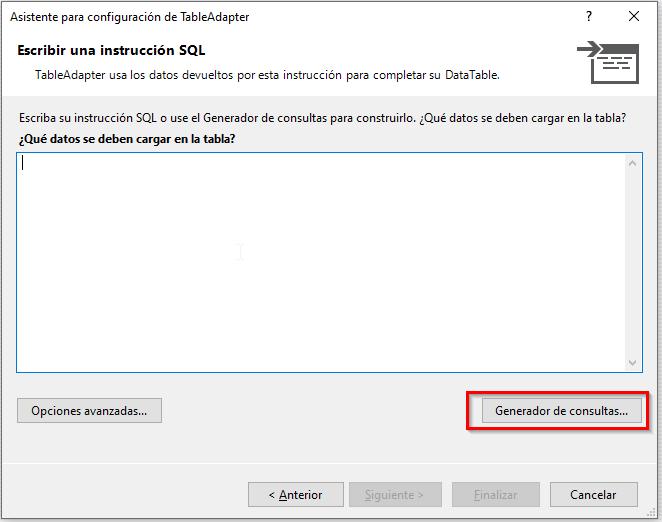 Asistente para configuración de TableAdapter
?
Escribir una instrucción SQL
TableAdapter usa los datos devueltos por esta instrucción para completar su DataTable.
Escriba su instrucción SQL o use el Generador de consultas para construirlo. ¿Qué datos se deben cargar en la tabla?
¿Qué datos se deben cargar en la tabla?
Opciones avanzadas...
Generador de consultas...
< Anterior
Siguiente >
Finalizar
Cancelar